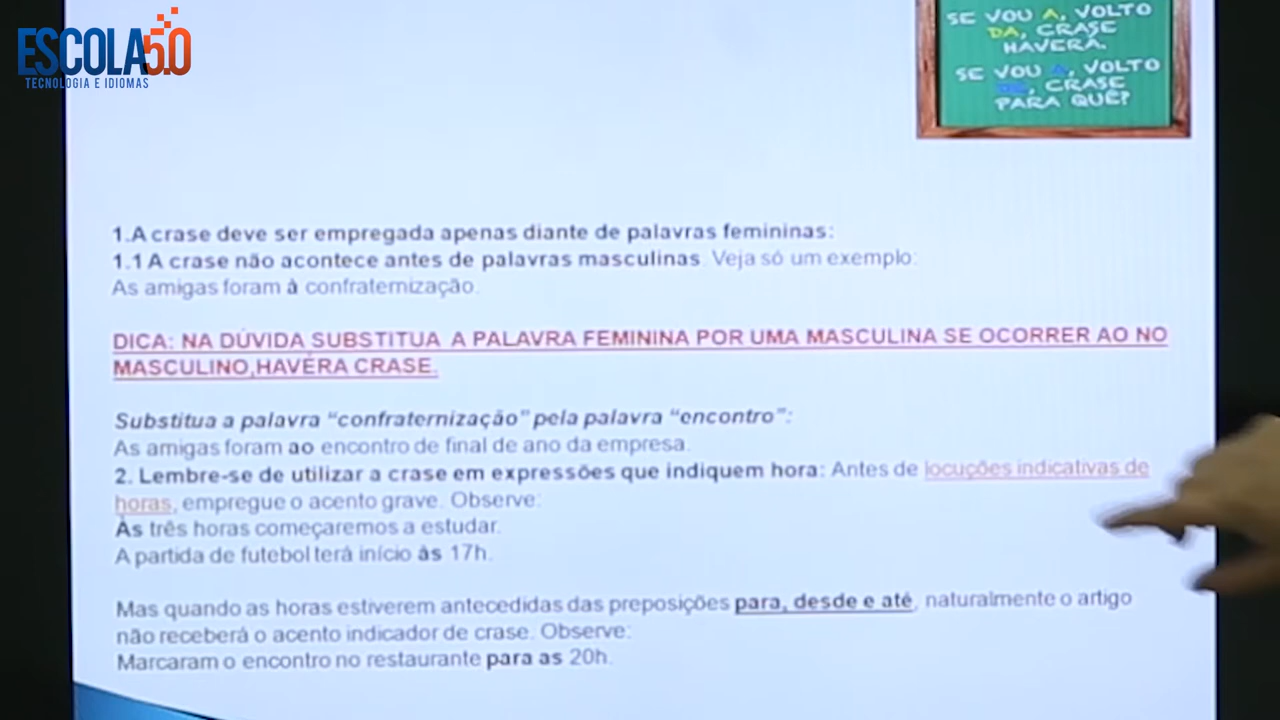 ESCOLA5.0
TECNOLOGIA E IDIOMAS
SE VOU A, VOLTO
DA, CRASE
HAVERÁ.
SE VOU A, VOLTO
DE, CRASE
PARA QUÊ?
1.A crase deve ser empregada apenas diante de palavras femininas:
1.1 A crase não acontece antes de palavras masculinas. Veja só um exemplo:
As amigas foram à confraternização.
DICA: NA DÚVIDA SUBSTITUA A PALAVRA FEMININA POR UMA MASCULINA SE OCORRER AO NO
MASCULINO,HAVÉRA CRASE.
Substitua a palavra “confraternização” pela palavra “encontro”:
As amigas foram ao encontro de final de ano da empresa.
2. Lembre-se de utilizar a crase em expressões que indiquem hora: Antes de locuções indicativas de
horas, empregue o acento grave. Observe:
Às três horas começaremos a estudar.
A partida de futebol terá início às 17h.
Mas quando as horas estiverem antecedidas das preposições para, desde e até, naturalmente o artigo
não receberá o acento indicador de crase. Observe:
Marcaram o encontro no restaurante para as 20h.